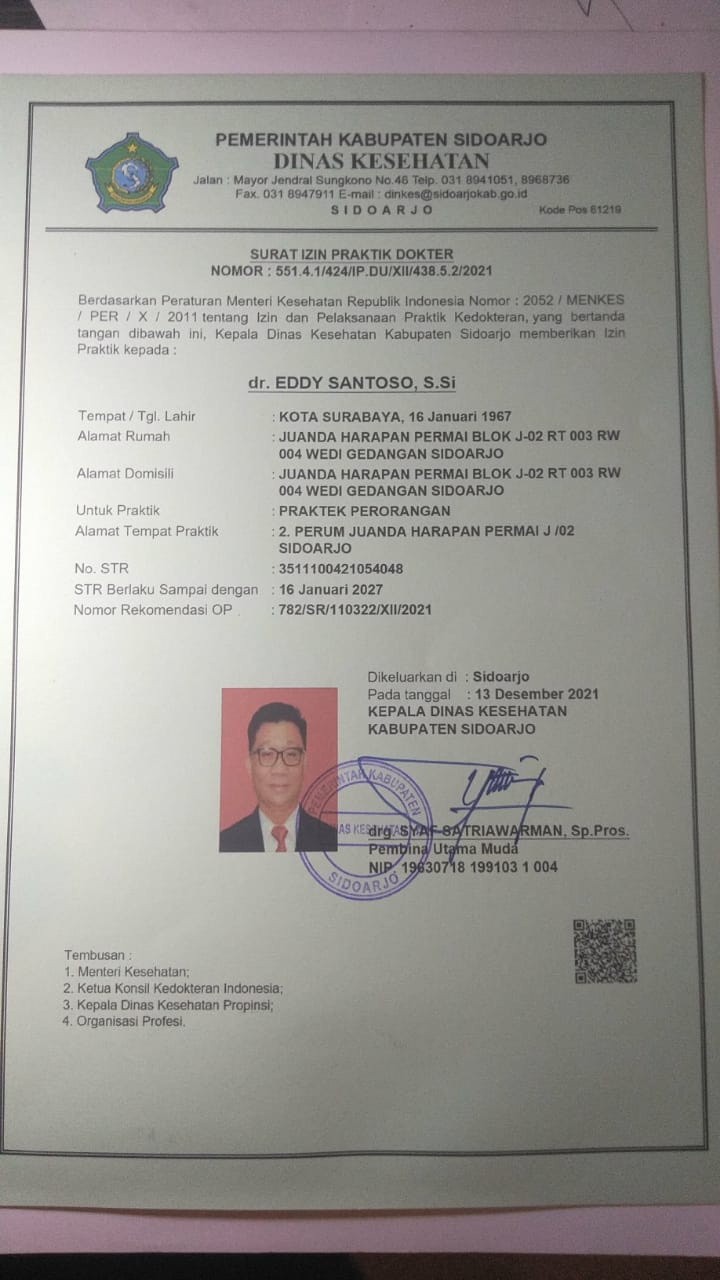 PEMERINTAH KABUPATEN SIDOARJO
DINAS KESEHATAN
Jalan : Mayor Jendral Sungkono No.46 Telp. 031 8941051, 8968736
Fax. 031 8947911 E-mail : dinkes@sidoarjokab.go.id
S I D O A R J O
Kode Pos 61219
SURAT IZIN PRAKTIK DOKTER
NOMOR : 551.4.1/424/IP.DU/XII/438.5.2/2021
Berdasarkan Peraturan Menteri Kesehatan Republik Indonesia Nomor : 2052 / MENKES
/ PER / X / 2011 tentang Izin dan Pelaksanaan Praktik Kedokteran, yang bertanda
tangan dibawah ini, Kepala Dinas Kesehatan Kabupaten Sidoarjo memberikan Izin
Praktik kepada :
dr. EDDY SANTOSO, S.Si
Tempat / Tgl. Lahir : KOTA SURABAYA, 16 Januari 1967
Alamat Rumah : JUANDA HARAPAN PERMAI BLOK J-02 RT 003 RW
004 WEDI GEDANGAN SIDOARJO
Alamat Domisili : JUANDA HARAPAN PERMAI BLOK J-02 RT 003 RW
004 WEDI GEDANGAN SIDOARJO
Untuk Praktik : PRAKTEK PERORANGAN
Alamat Tempat Praktik : 2. PERUM JUANDA HARAPAN PERMAI J /02
SIDOARJO
No. STR : 3511100421054048
STR Berlaku Sampai dengan : 16 Januari 2027
Nomor Rekomendasi OP : 782/SR/110322/XII/2021
Dikeluarkan di : Sidoarjo
Pada tanggal : 13 Desember 2021
KEPALA DINAS KESEHATAN
KABUPATEN SIDOARJO
PEMERINTAH KABUPATEN
DINAS KESEHATAN
SIDOARJO
drg. SYAF SATRIAWARMAN, Sp.Pros.
Pembina Utama Muda
NIP. 19630718 199103 1 004
Tembusan :
1. Menteri Kesehatan;
2. Ketua Konsil Kedokteran Indonesia;
3. Kepala Dinas Kesehatan Propinsi;
4. Organisasi Profesi.